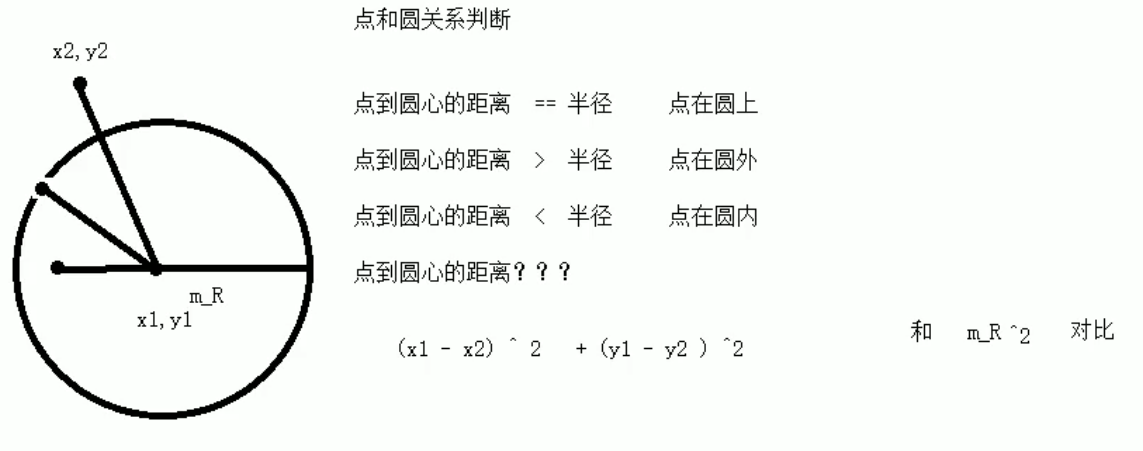 点和圆关系判断
x2,y2
点到圆心的距离 == 半径 点在圆上
点到圆心的距离 > 半径 点在圆外
点到圆心的距离 < 半径 点在圆内
点到圆心的距离？？？
m_R
x1,y1
(x1 - x2) ^ 2 + (y1 - y2 ) ^2 和 m_R ^2 对比